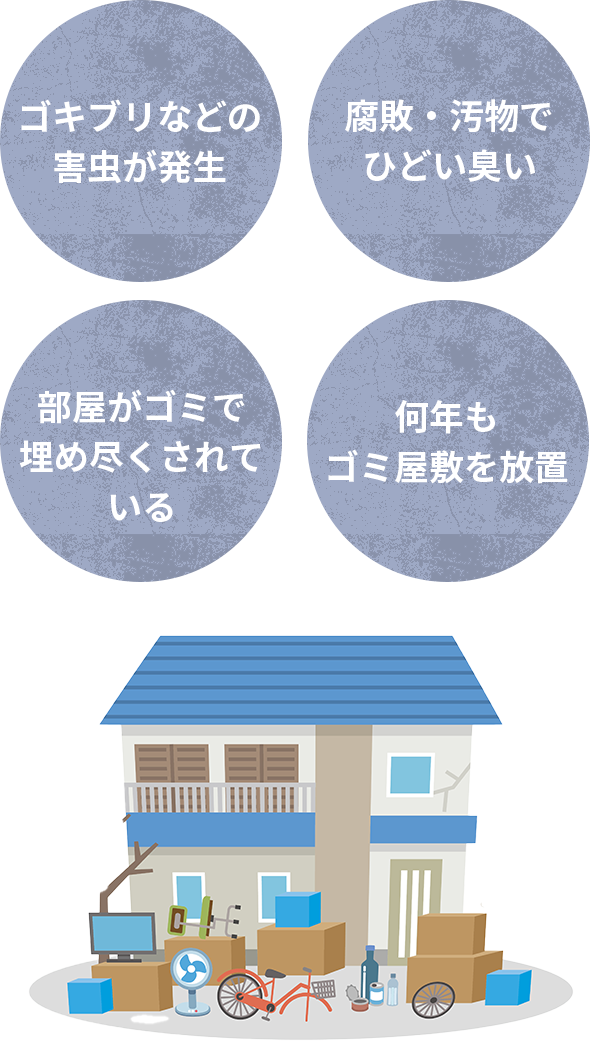 ゴキブリなどの
害虫が発生
腐敗・汚物で
ひどい臭い
部屋がゴミで
埋め尽くされて
いる
何年も
ゴミ屋敷を放置